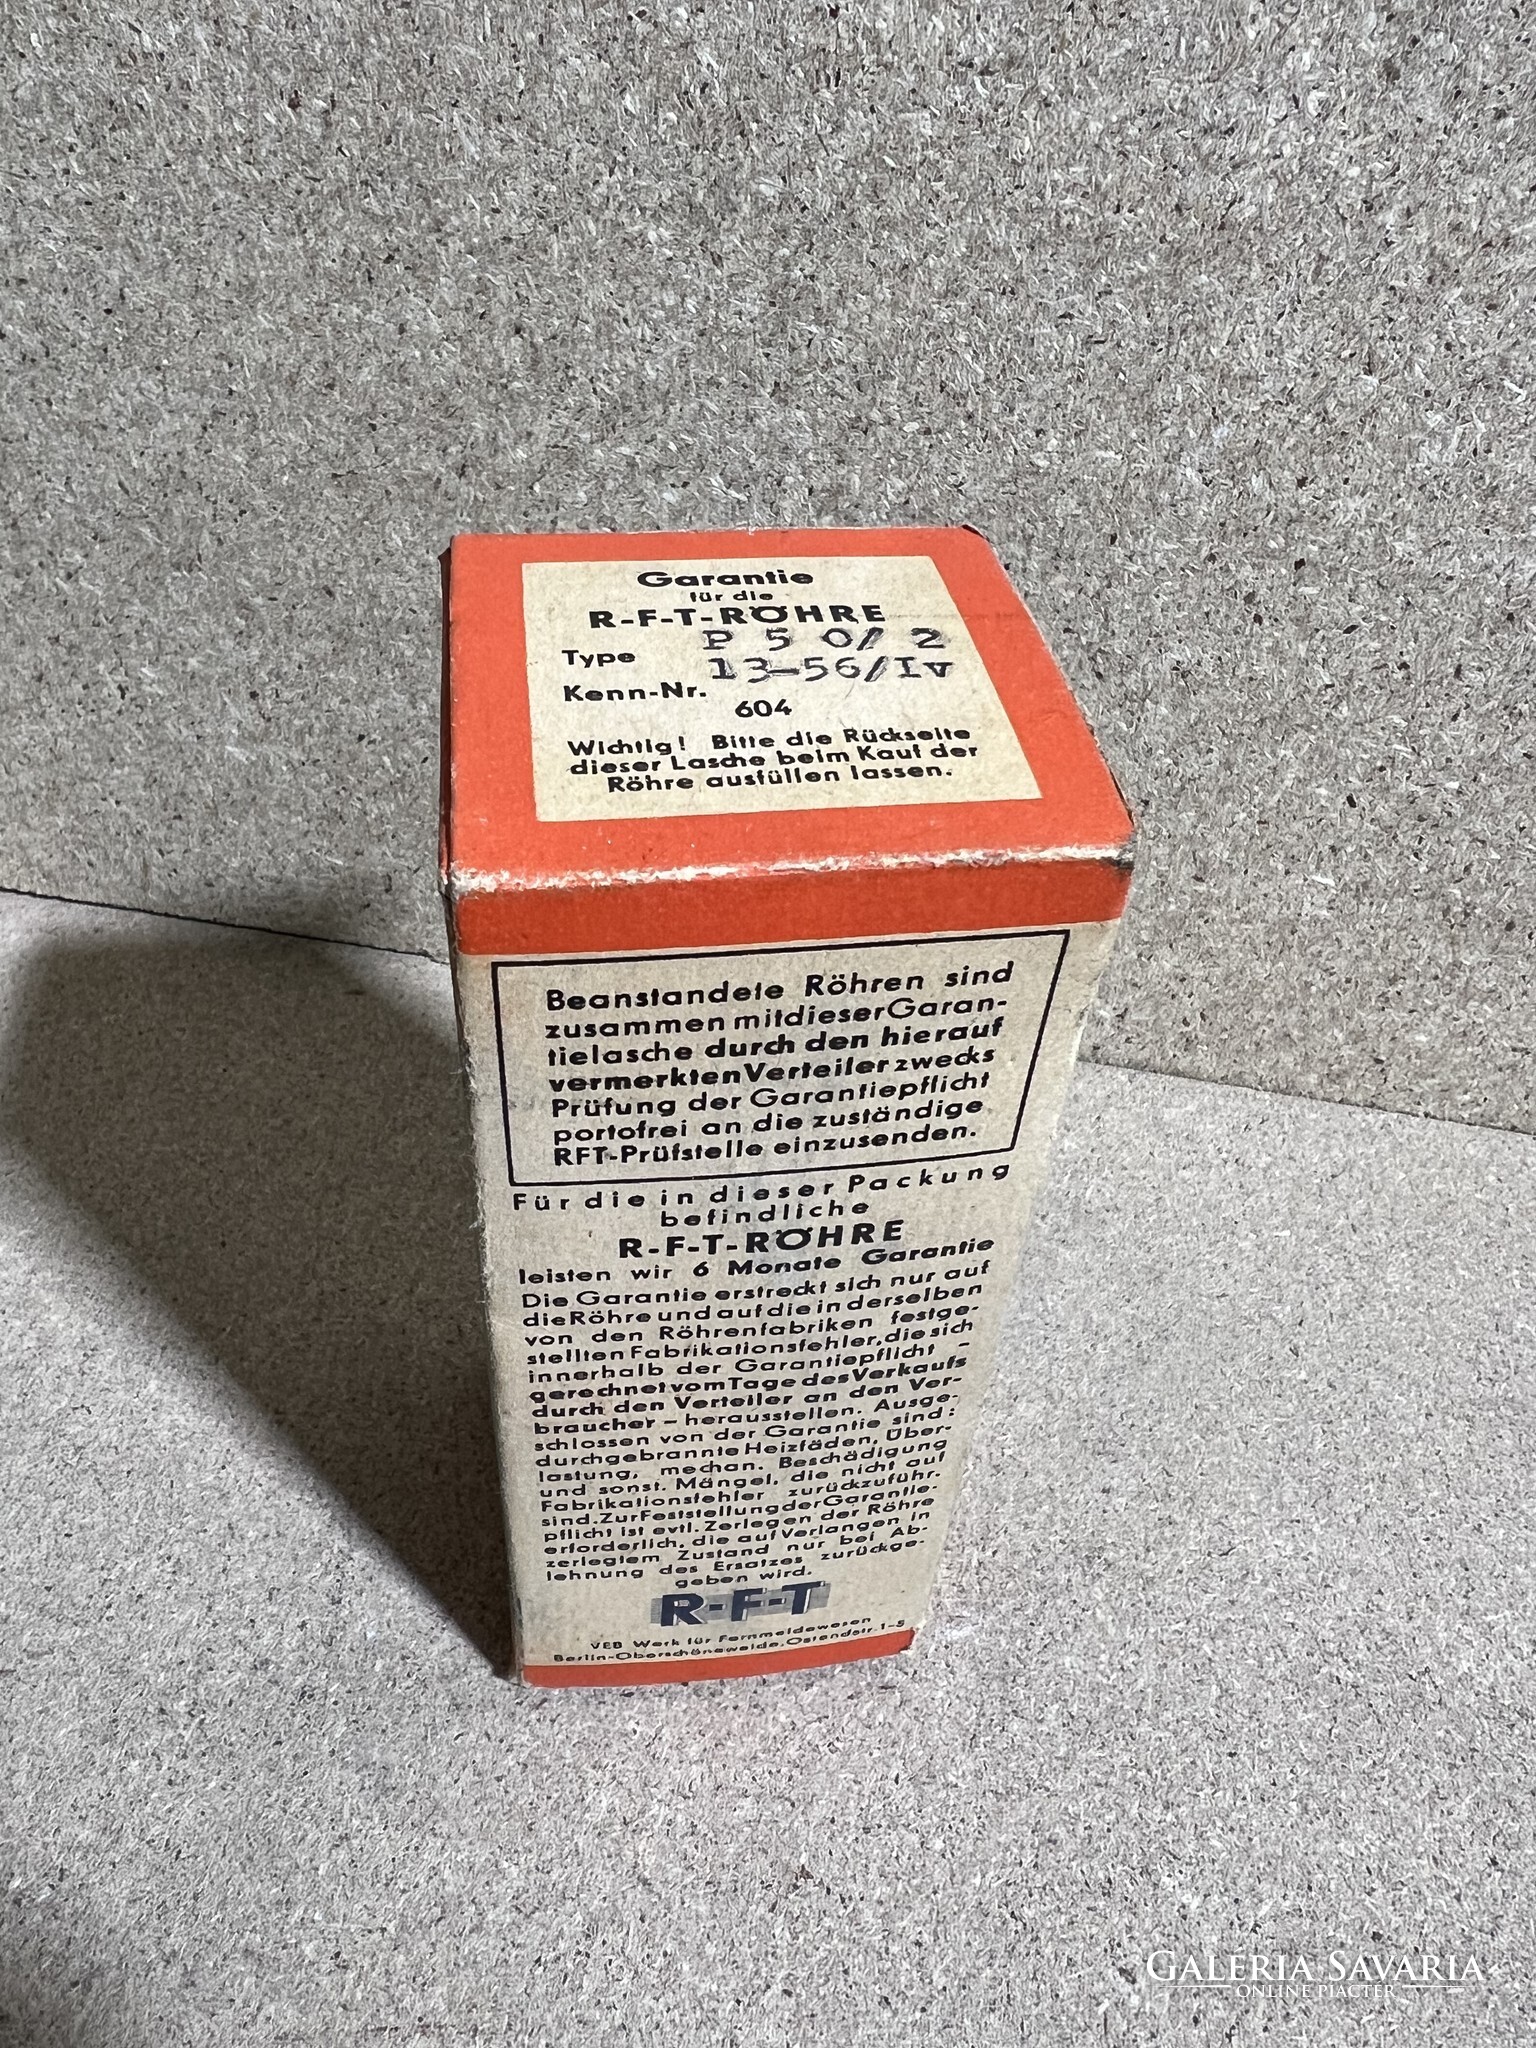 Garantie
für die
R-F-T-RÖHRE
Type P 50/ 2
13-56/Iv
Kenn-Nr.
604
Wichtig! Bitte die Rückseite
dieser Lasche beim Kauf der
Röhre ausfüllen lassen.
Beanstandete Röhren sind
zusammen mit dieser Garan-
tielasche durch den hierauf
vermerkten Verteiler zwecks
Prüfung der Garantiepflicht
portofrei an die zuständige
RFT-Prüfstelle einzusenden.
Für die in dieser Packung
befindliche
R-F-T-RÖHRE
leisten wir 6 Monate Garantie
Die Garantie erstreckt sich nur auf
die Röhre und auf die in derselben
von den Röhrenfabriken festge-
stellten Fabrikationsfehler, die sich
innerhalb der Garantiepflicht -
gerechnet vom Tage des Verkaufs
durch den Verteiler an den Ver-
braucher - herausstellen. Ausge-
schlossen von der Garantie sind:
durchgebrannte Heizfäden, Über-
lastung, mechan. Beschädigung
und sonst. Mängel, die nicht auf
Fabrikationsfehler zurückzuführ.
sind. Zur Feststellung der Garantie-
pflicht ist evtl. Zerlegen der Röhre
erforderlich, die auf Verlangen in
zerlegtem Zustand nur bei Ab-
lehnung des Ersatzes zurückge-
geben wird.
R-F-T
VEB Werk für Fernmeldewesen
Berlin-Oberschöneweide, Ostendstr. 1-5
GALÉRIA SAVARIA
ONLINE PIACTÉR